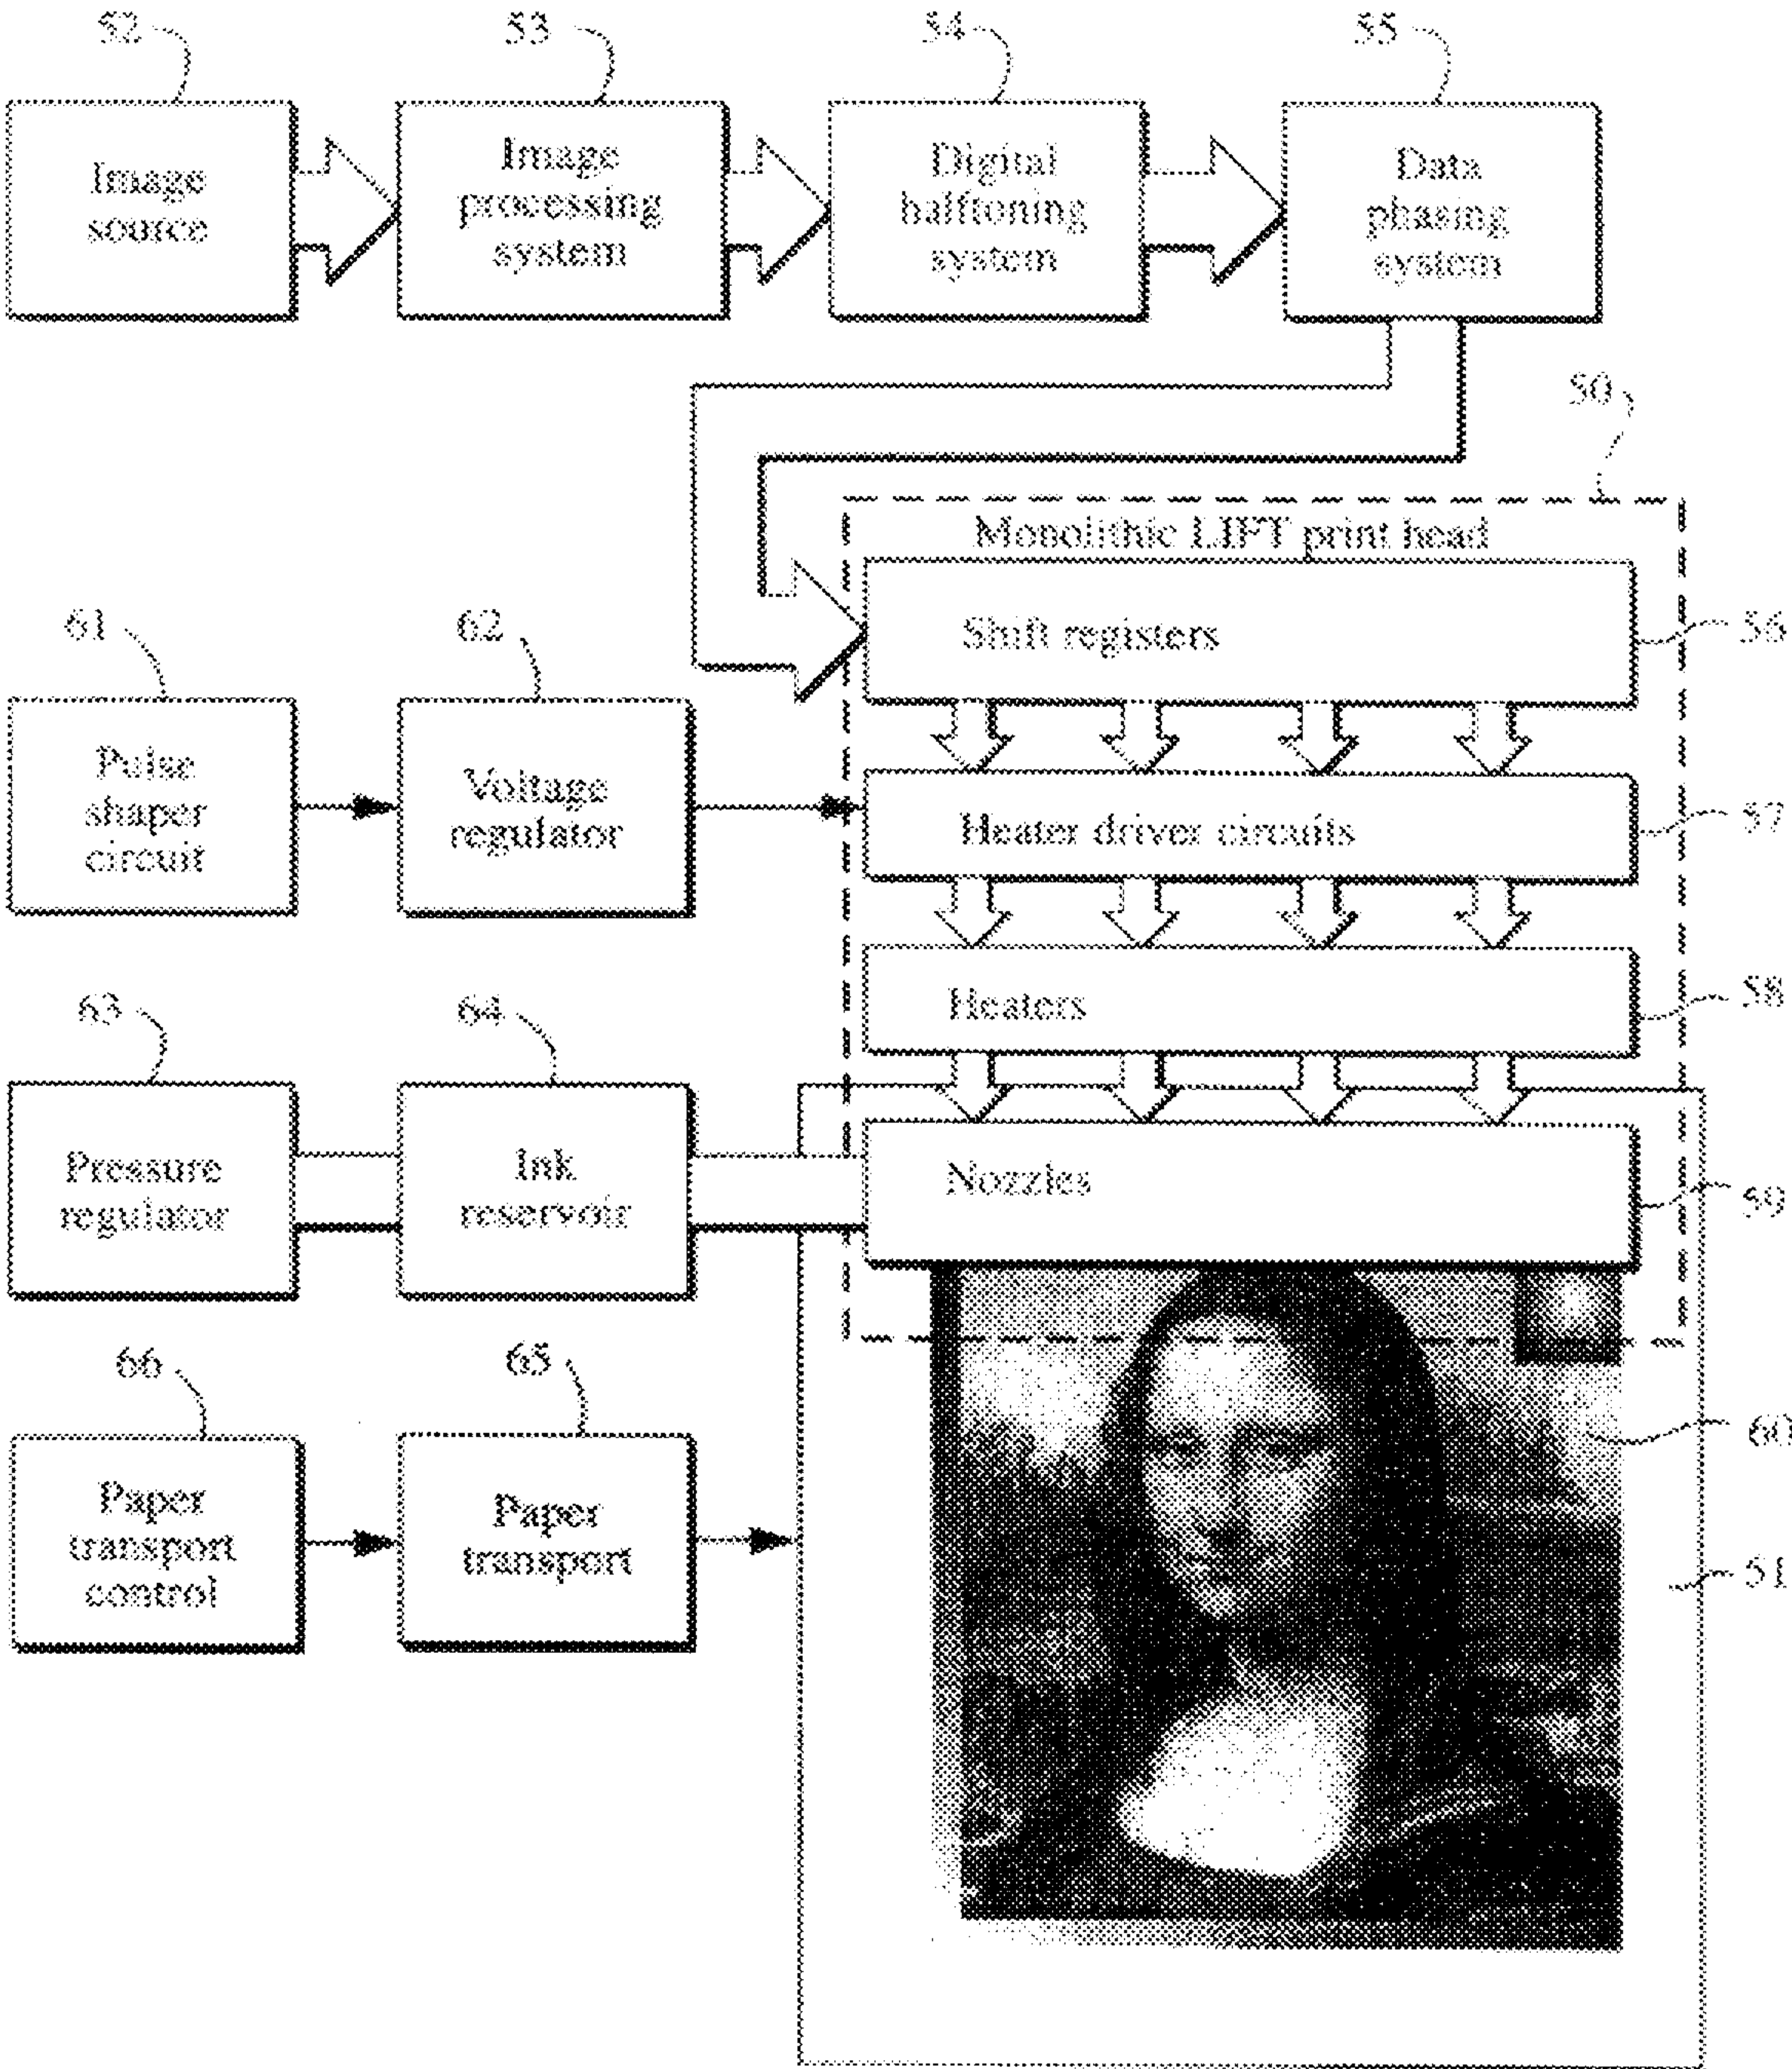 52
53
54
55
Image
source
Image
processing
system
Digital
halftoning
system
Data
phasing
system
50
Monolithic LIFT print head
Shift registers
56
61
62
Pulse
shaper
circuit
Voltage
regulator
Heater driver circuits
57
Heaters
58
63
64
Pressure
regulator
Ink
reservoir
Nozzles
59
66
65
Paper
transport
control
Paper
transport
60
51